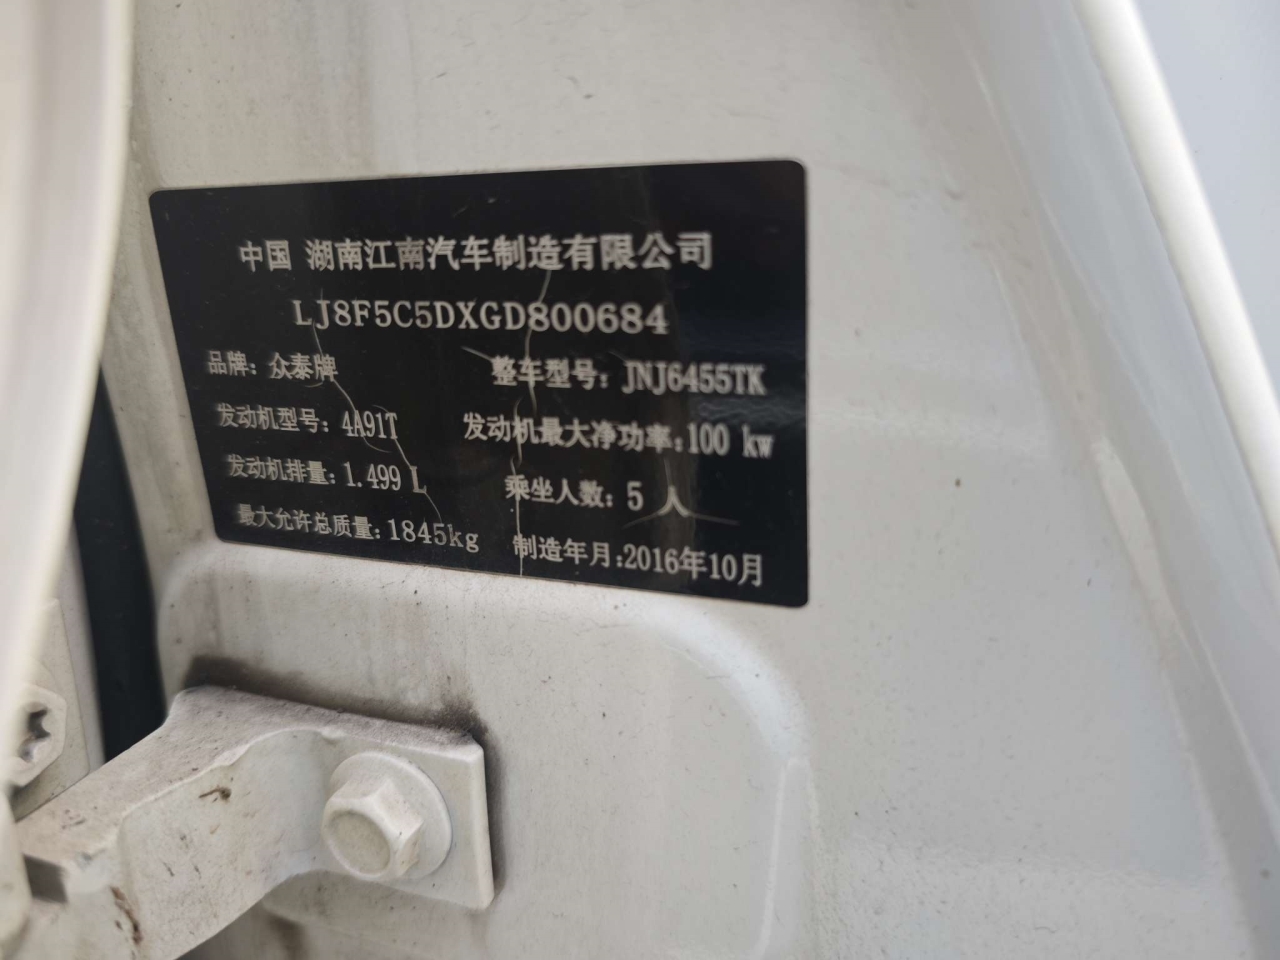 中国 湖南江南汽车制造有限公司
LJ8F5C5DXGD800684
品牌: 众泰牌 整车型号: JNJ6455TK
发动机型号: 4A91T 发动机最大净功率:100 kw
发动机排量: 1.499 L 乘坐人数: 5 人
最大允许总质量: 1845kg 制造年月:2016年10月